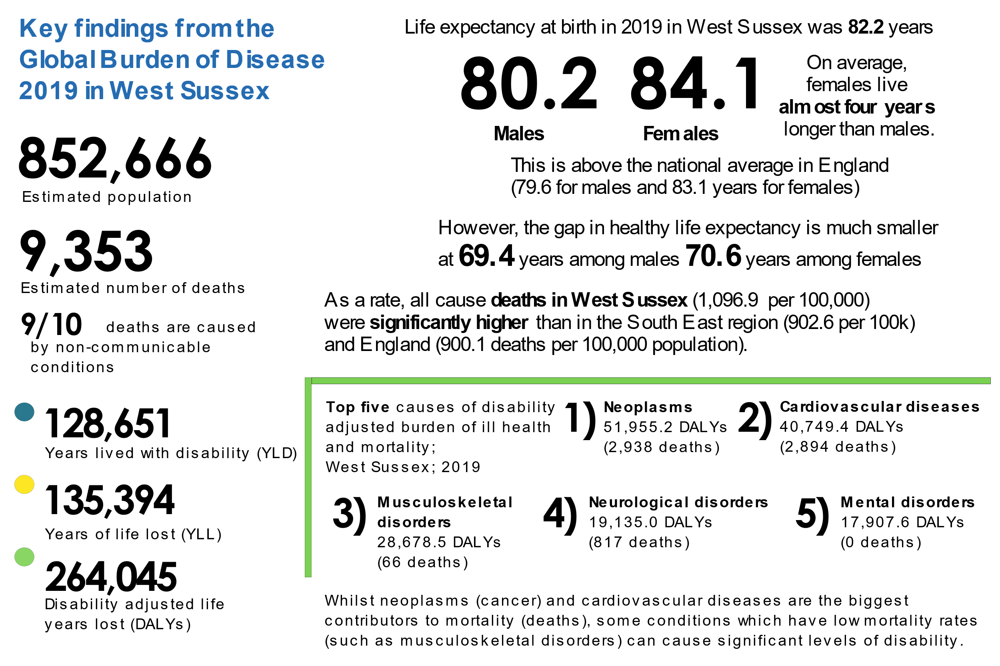 Key findings from the
Global Burden of Disease
2019 in West Sussex
852,666
Estimated population
9,353
Estimated number of deaths
9/10 deaths are caused
by non-communicable
conditions
128,651
Years lived with disability (YLD)
135,394
Years of life lost (YLL)
264,045
Disability adjusted life
years lost (DALYs)
Life expectancy at birth in 2019 in West Sussex was 82.2 years
80.2 84.1
Males Females
On average,
females live
almost four years
longer than males.
This is above the national average in England
(79.6 for males and 83.1 years for females)
However, the gap in healthy life expectancy is much smaller
at 69.4 years among males 70.6 years among females
As a rate, all cause deaths in West Sussex (1,096.9 per 100,000)
were significantly higher than in the South East region (902.6 per 100k)
and England (900.1 deaths per 100,000 population).
Top five causes of disability
adjusted burden of ill health
and mortality;
West Sussex; 2019
1) Neoplasms
51,955.2 DALYs
(2,938 deaths)
2) Cardiovascular diseases
40,749.4 DALYs
(2,894 deaths)
3) Musculoskeletal
disorders
28,678.5 DALYs
(66 deaths)
4) Neurological disorders
19,135.0 DALYs
(817 deaths)
5) Mental disorders
17,907.6 DALYs
(0 deaths)
Whilst neoplasms (cancer) and cardiovascular diseases are the biggest
contributors to mortality (deaths), some conditions which have low mortality rates
(such as musculoskeletal disorders) can cause significant levels of disability.